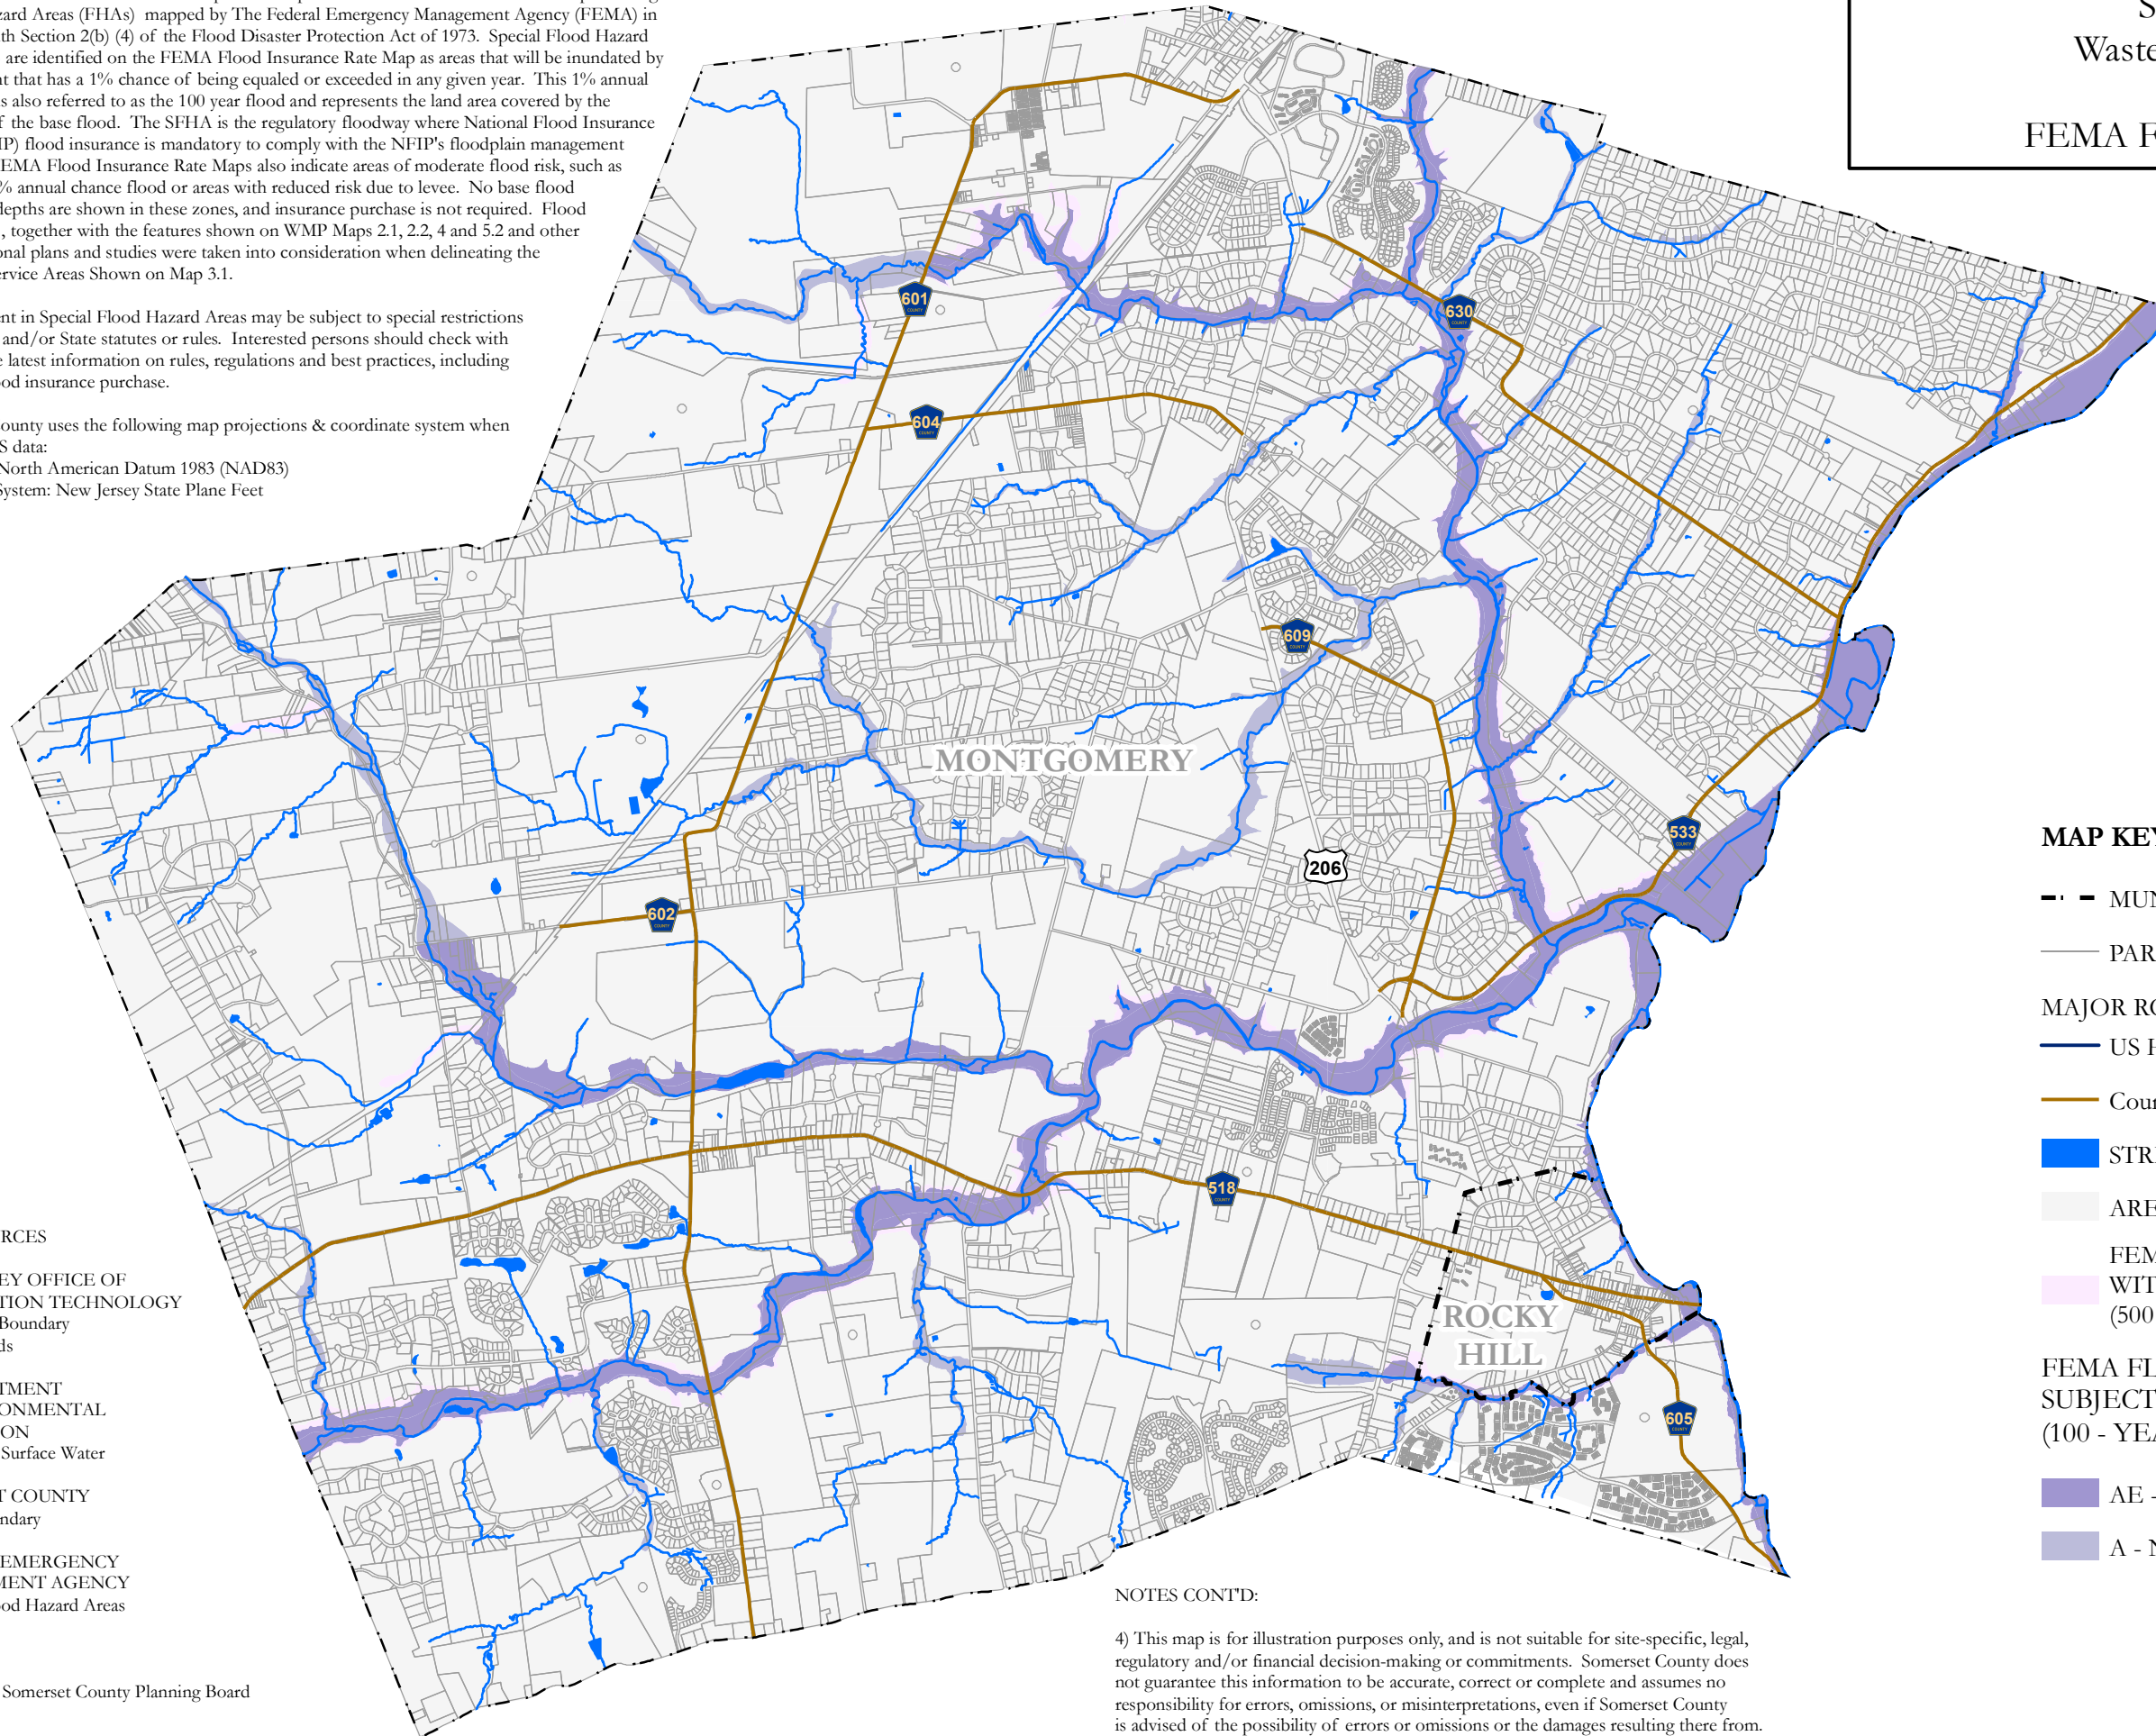 zard Areas (FHAs) mapped by The Federal Emergency Management Agency (FEMA) in
th Section 2(b) (4) of the Flood Disaster Protection Act of 1973. Special Flood Hazard
are identified on the FEMA Flood Insurance Rate Map as areas that will be inundated by
nt that has a 1% chance of being equaled or exceeded in any given year. This 1% annual
s also referred to as the 100 year flood and represents the land area covered by the
f the base flood. The SFHA is the regulatory floodway where National Flood Insurance
IP) flood insurance is mandatory to comply with the NFIP's floodplain management
EMA Flood Insurance Rate Maps also indicate areas of moderate flood risk, such as
% annual chance flood or areas with reduced risk due to levee. No base flood
depths are shown in these zones, and insurance purchase is not required. Flood
, together with the features shown on WMP Maps 2.1, 2.2, 4 and 5.2 and other
onal plans and studies were taken into consideration when delineating the
ervice Areas Shown on Map 3.1.
ent in Special Flood Hazard Areas may be subject to special restrictions
and/or State statutes or rules. Interested persons should check with
e latest information on rules, regulations and best practices, including
ood insurance purchase.
County uses the following map projections & coordinate system when
S data:
North American Datum 1983 (NAD83)
System: New Jersey State Plane Feet
S
Waste
FEMA F
601
COUNTY
630
COUNTY
604
COUNTY
609
COUNTY
MONTGOMERY
533
COUNTY
206
602
COUNTY
518
COUNTY
ROCKY
HILL
605
COUNTY
MAP KEY
MUN
PAR
MAJOR RO
US H
Coun
STRE
ARE
FEM
WIT
(500
FEMA FL
SUBJECT
(100 - YEA
AE -
A - N
RCES
EY OFFICE OF
TION TECHNOLOGY
Boundary
ds
TMENT
ONMENTAL
ON
Surface Water
T COUNTY
ndary
EMERGENCY
MENT AGENCY
ood Hazard Areas
Somerset County Planning Board
NOTES CONT'D:
4) This map is for illustration purposes only, and is not suitable for site-specific, legal,
regulatory and/or financial decision-making or commitments. Somerset County does
not guarantee this information to be accurate, correct or complete and assumes no
responsibility for errors, omissions, or misinterpretations, even if Somerset County
is advised of the possibility of errors or omissions or the damages resulting there from.